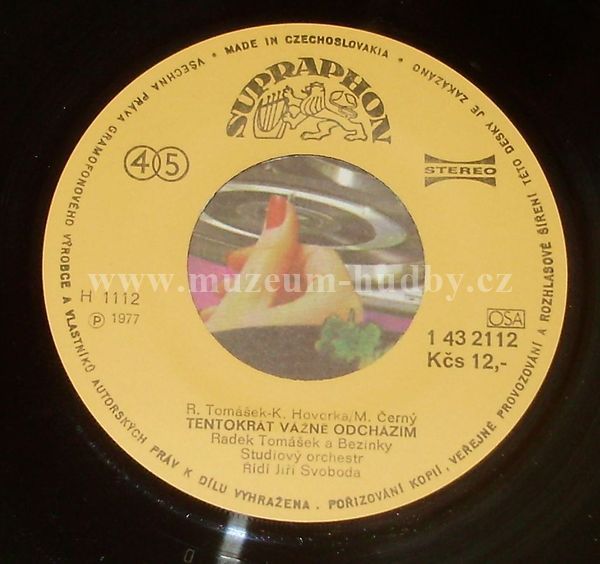 VŠECHNA PRÁVA GRAMOFONOVÉHO VÝROBCE A VLASTNÍKŮ AUTORSKÝCH PRÁV K DÍLU VYHRAŽENA. POŘIZOVÁNÍ KOPIÍ, VEŘEJNÉ PROVOZOVÁNÍ A ROZHLASOVÉ ŠÍŘENÍ TÉTO DESKY JE ZAKÁZÁNO • MADE IN CZECHOSLOVAKIA •
SUPRAPHON
45
STEREO
www.muzeum-hudby.cz
H 1112
℗ 1977
OSA
1 43 2112
Kčs 12,-
R. Tomášek-K. Hovorka/M. Černý
TENTOKRÁT VÁŽNĚ ODCHÁZÍM
Radek Tomášek a Bezinky
Studiový orchestr
Řídí Jiří Svoboda